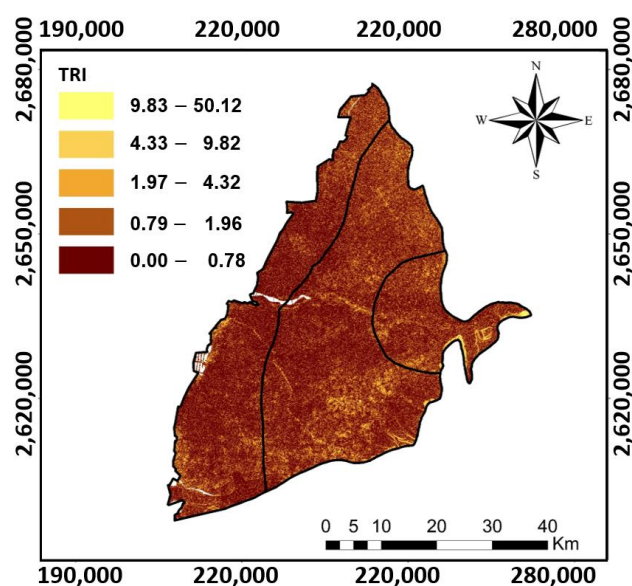 190,000 220,000 220,000 280,000
2,680,000 2,680,000
TRI
N
9.83 – 50.12
W E
4.33 – 9.82
S
1.97 – 4.32
0.79 – 1.96
2,650,000 2,650,000
0.00 – 0.78
2,620,000 2,620,000
0 5 10 20 30 40
Km
190,000 220,000 220,000 280,000